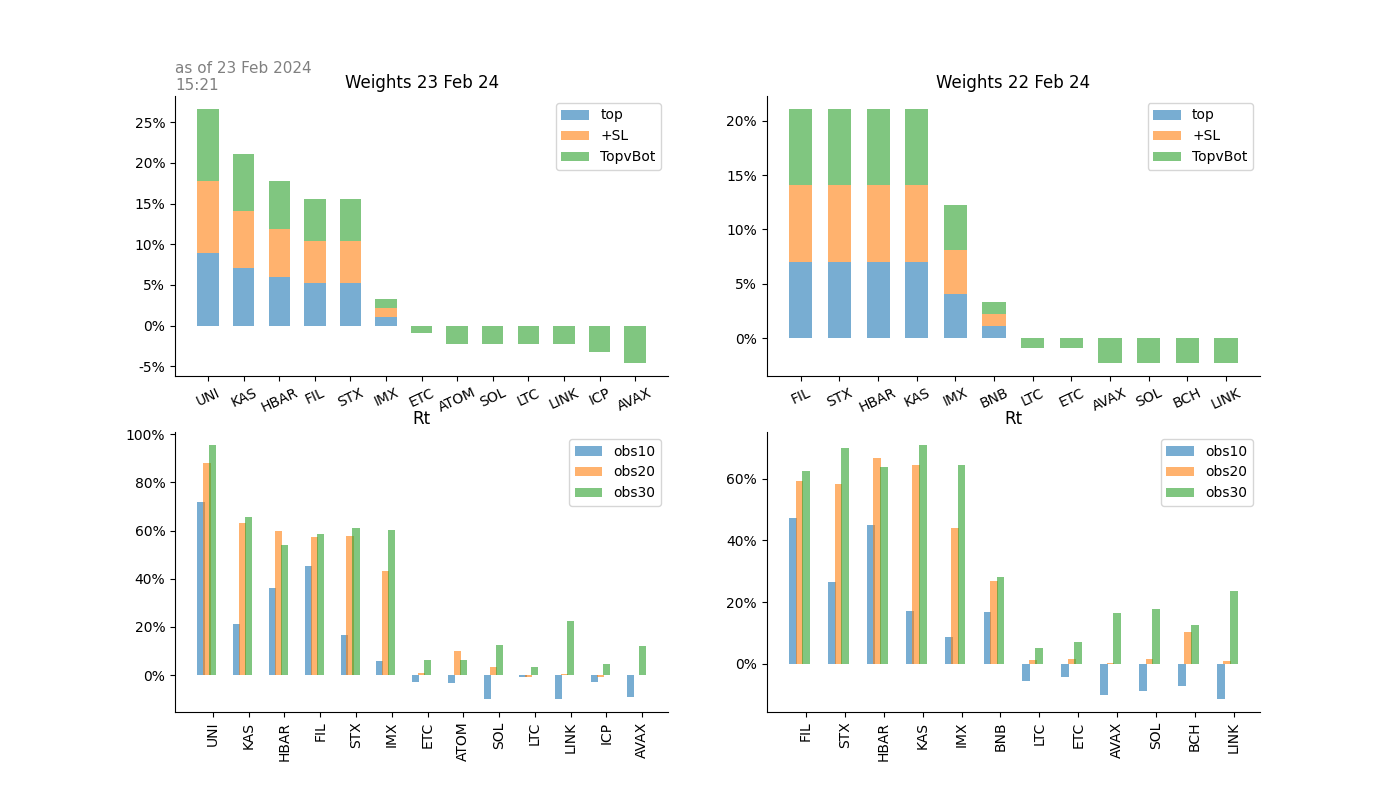 as of 23 Feb 2024
15:21
Weights 23 Feb 24
25%
20%
15%
10%
5%
0%
-5%
top
+SL
TopvBot
UNI KAS HBAR FIL STX IMX ETC ATOM SOL LTC LINK ICP AVAX
Weights 22 Feb 24
20%
15%
10%
5%
0%
top
+SL
TopvBot
FIL STX HBAR KAS IMX BNB LTC ETC AVAX SOL BCH LINK
Rt
100%
80%
60%
40%
20%
0%
obs10
obs20
obs30
UNI KAS HBAR FIL STX IMX ETC ATOM SOL LTC LINK ICP AVAX
Rt
60%
40%
20%
0%
obs10
obs20
obs30
FIL STX HBAR KAS IMX BNB LTC ETC AVAX SOL BCH LINK